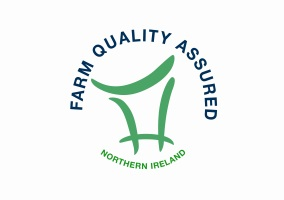 FARM QUALITY ASSURED
NORTHERN IRELAND